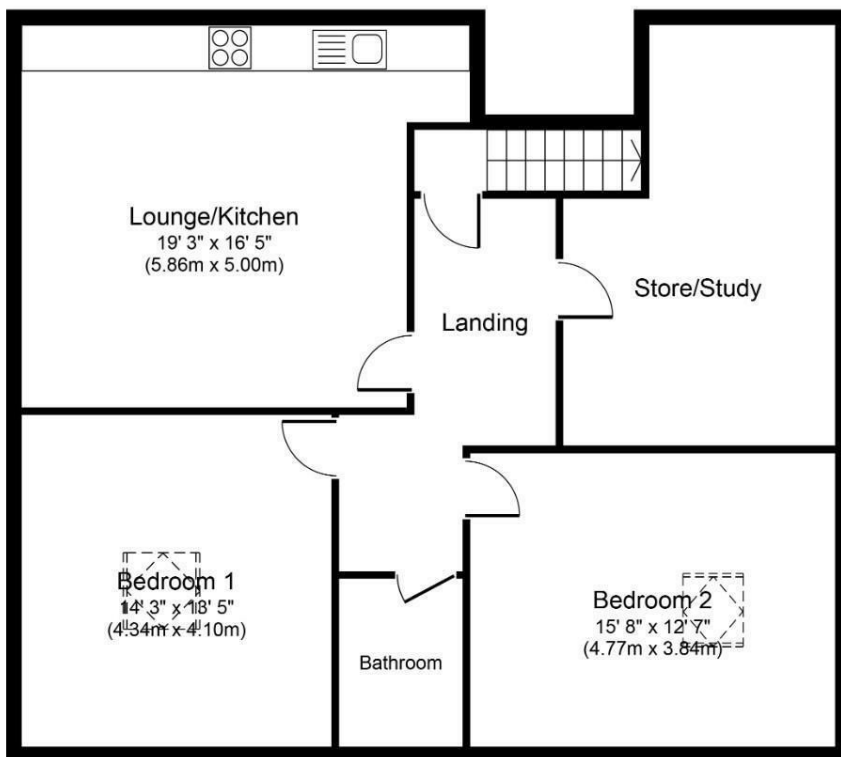 Lounge/Kitchen
19' 3" x 16' 5"
(5.86m x 5.00m)
Landing
Store/Study
Bedroom 1
14' 3" x 13' 5"
(4.34m x 4.10m)
Bathroom
Bedroom 2
15' 8" x 12' 7"
(4.77m x 3.84m)